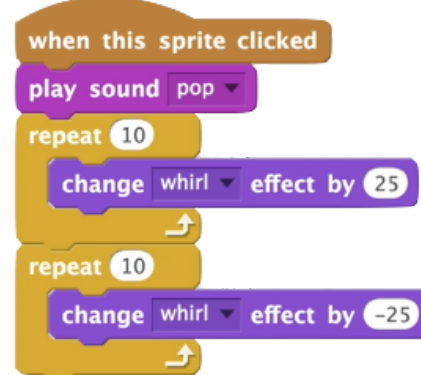 when this sprite clicked
play sound pop
repeat 10
change whirl effect by 25
repeat 10
change whirl effect by -25